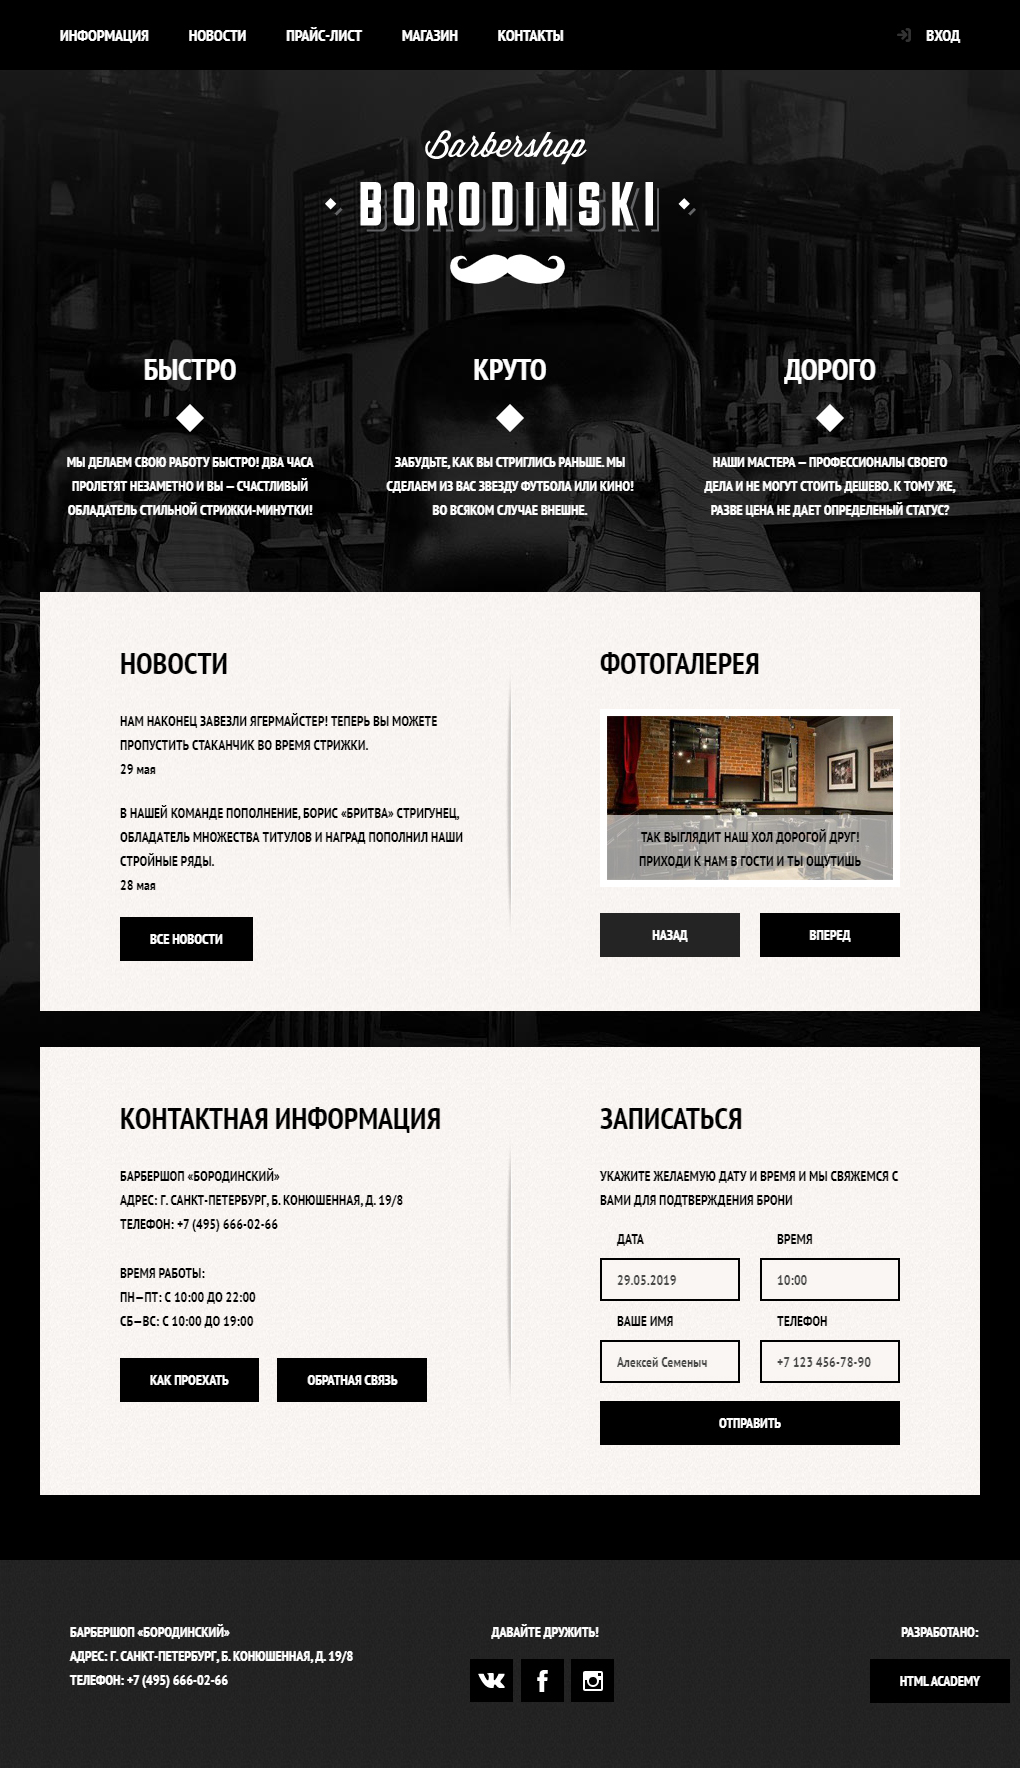 ИНФОРМАЦИЯ НОВОСТИ ПРАЙС-ЛИСТ МАГАЗИН КОНТАКТЫ ВХОД
Barbershop
BORODINSKI
БЫСТРО
МЫ ДЕЛАЕМ СВОЮ РАБОТУ БЫСТРО! ДВА ЧАСА
ПРОЛЕТЯТ НЕЗАМЕТНО И ВЫ – СЧАСТЛИВЫЙ
ОБЛАДАТЕЛЬ СТИЛЬНОЙ СТРИЖКИ-МИНУТКИ!
КРУТО
ЗАБУДЬТЕ, КАК ВЫ СТРИГЛИСЬ РАНЬШЕ. МЫ
СДЕЛАЕМ ИЗ ВАС ЗВЕЗДУ ФУТБОЛА ИЛИ КИНО!
ВО ВСЯКОМ СЛУЧАЕ ВНЕШНЕ.
ДОРОГО
НАШИ МАСТЕРА – ПРОФЕССИОНАЛЫ СВОЕГО
ДЕЛА И НЕ МОГУТ СТОИТЬ ДЕШЕВО. К ТОМУ ЖЕ,
РАЗВЕ ЦЕНА НЕ ДАЕТ ОПРЕДЕЛЕНЫЙ СТАТУС?
НОВОСТИ
НАМ НАКОНЕЦ ЗАВЕЗЛИ ЯГЕРМАЙСТЕР! ТЕПЕРЬ ВЫ МОЖЕТЕ
ПРОПУСТИТЬ СТАКАНЧИК ВО ВРЕМЯ СТРИЖКИ.
29 мая
В НАШЕЙ КОМАНДЕ ПОПОЛНЕНИЕ, БОРИС «БРИТВА» СТРИГУНЕЦ,
ОБЛАДАТЕЛЬ МНОЖЕСТВА ТИТУЛОВ И НАГРАД ПОПОЛНИЛ НАШИ
СТРОЙНЫЕ РЯДЫ.
28 мая
ВСЕ НОВОСТИ
ФОТОГАЛЕРЕЯ
ТАК ВЫГЛЯДИТ НАШ ХОЛ ДОРОГОЙ ДРУГ!
ПРИХОДИ К НАМ В ГОСТИ И ТЫ ОЩУТИШЬ
НАЗАД ВПЕРЕД
КОНТАКТНАЯ ИНФОРМАЦИЯ
БАРБЕРШОП «БОРОДИНСКИЙ»
АДРЕС: Г. САНКТ-ПЕТЕРБУРГ, Б. КОНЮШЕННАЯ, Д. 19/8
ТЕЛЕФОН: +7 (495) 666-02-66
ВРЕМЯ РАБОТЫ:
ПН–ПТ: С 10:00 ДО 22:00
СБ–ВС: С 10:00 ДО 19:00
КАК ПРОЕХАТЬ ОБРАТНАЯ СВЯЗЬ
ЗАПИСАТЬСЯ
УКАЖИТЕ ЖЕЛАЕМУЮ ДАТУ И ВРЕМЯ И МЫ СВЯЖЕМСЯ С
ВАМИ ДЛЯ ПОДТВЕРЖДЕНИЯ БРОНИ
ДАТА ВРЕМЯ
29.05.2019 10:00
ВАШЕ ИМЯ ТЕЛЕФОН
Алексей Семеныч +7 123 456-78-90
ОТПРАВИТЬ
БАРБЕРШОП «БОРОДИНСКИЙ»
АДРЕС: Г. САНКТ-ПЕТЕРБУРГ, Б. КОНЮШЕННАЯ, Д. 19/8
ТЕЛЕФОН: +7 (495) 666-02-66
ДАВАЙТЕ ДРУЖИТЬ!
РАЗРАБОТАНО:
HTML ACADEMY